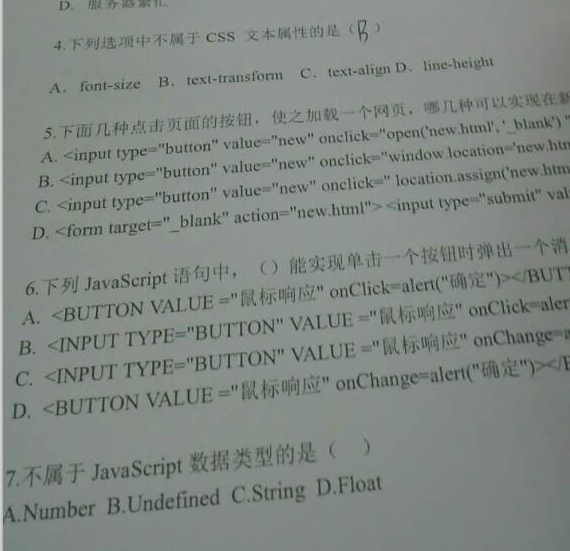 D. 服务器繁忙
4.下列选项中不属于 CSS 文本属性的是（B）
A. font-size B. text-transform C. text-align D. line-height
5.下面几种点击页面的按钮，使之加载一个网页，哪几种可以实现在新
A. <input type="button" value="new" onclick="open('new.html','_blank')"
B. <input type="button" value="new" onclick="window.location='new.htm
C. <input type="button" value="new" onclick=" location.assign('new.htm
D. <form target="_blank" action="new.html"> <input type="submit" val
6.下列 JavaScript 语句中，（）能实现单击一个按钮时弹出一个消
A. <BUTTON VALUE ="鼠标响应" onClick=alert("确定")></BUT
B. <INPUT TYPE="BUTTON" VALUE ="鼠标响应" onClick=aler
C. <INPUT TYPE="BUTTON" VALUE ="鼠标响应" onChange=a
D. <BUTTON VALUE ="鼠标响应" onChange=alert("确定")></
7.不属于 JavaScript 数据类型的是（ ）
A.Number B.Undefined C.String D.Float